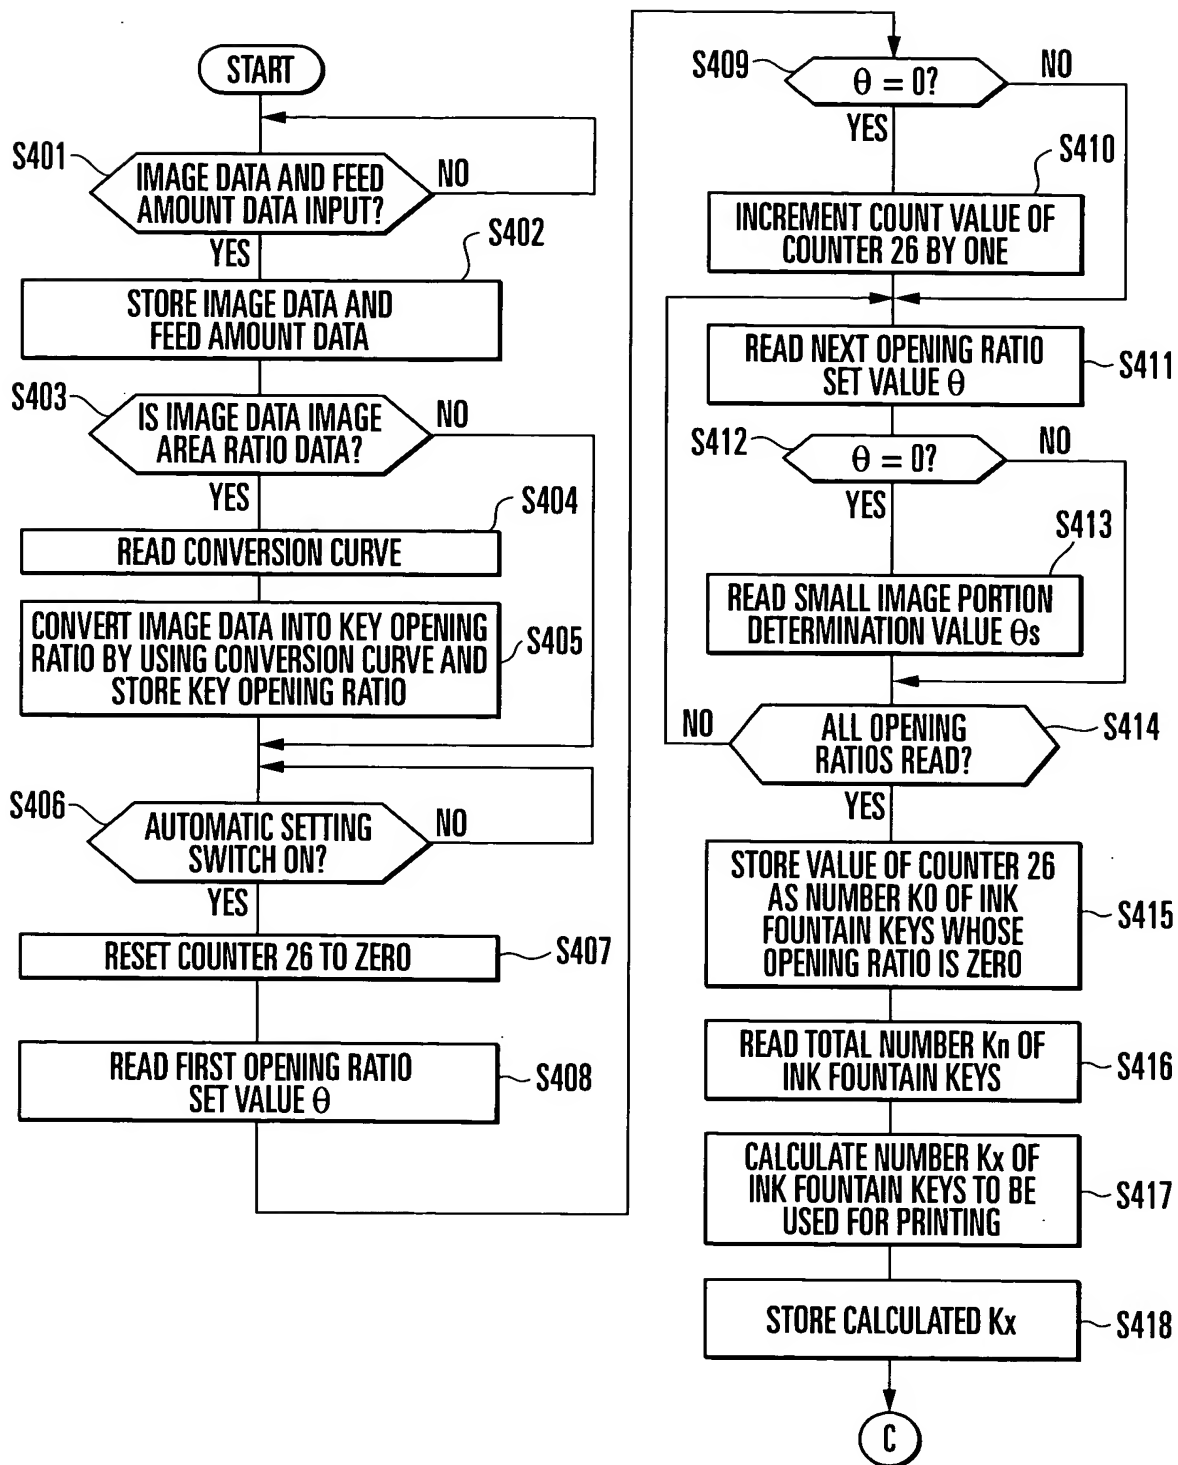 START
S401
IMAGE DATA AND FEED
AMOUNT DATA INPUT?
NO
YES
S402
STORE IMAGE DATA AND
FEED AMOUNT DATA
S403
IS IMAGE DATA IMAGE
AREA RATIO DATA?
NO
YES
S404
READ CONVERSION CURVE
CONVERT IMAGE DATA INTO KEY OPENING
RATIO BY USING CONVERSION CURVE AND
STORE KEY OPENING RATIO
S405
S406
AUTOMATIC SETTING
SWITCH ON?
NO
YES
RESET COUNTER 26 TO ZERO
S407
READ FIRST OPENING RATIO
SET VALUE θ
S408
S409
θ = 0?
NO
YES
S410
INCREMENT COUNT VALUE OF
COUNTER 26 BY ONE
READ NEXT OPENING RATIO
SET VALUE θ
S411
S412
θ = 0?
NO
YES
S413
READ SMALL IMAGE PORTION
DETERMINATION VALUE θs
NO
ALL OPENING
RATIOS READ?
S414
YES
STORE VALUE OF COUNTER 26
AS NUMBER K0 OF INK
FOUNTAIN KEYS WHOSE
OPENING RATIO IS ZERO
S415
READ TOTAL NUMBER Kn OF
INK FOUNTAIN KEYS
S416
CALCULATE NUMBER Kx OF
INK FOUNTAIN KEYS TO BE
USED FOR PRINTING
S417
STORE CALCULATED Kx
S418
C